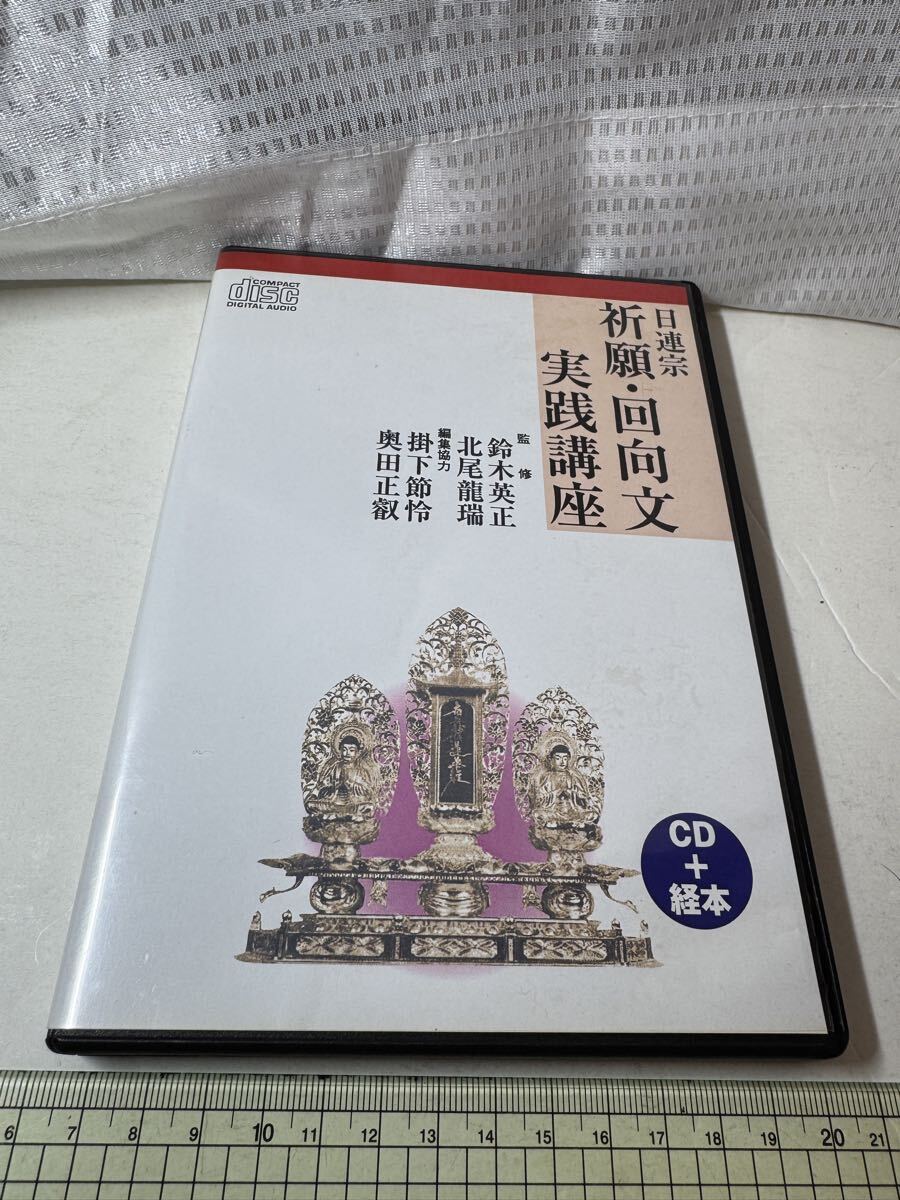 COMPACT
disc
DIGITAL AUDIO
日連宗
祈願・回向文
実践講座
監修
鈴木英正
北尾龍瑞
編集協力
掛下節怜
奥田正叡
CD
+
経本
6 7 8 9 10 11 12 13 14 15 16 17 18 19 20 21